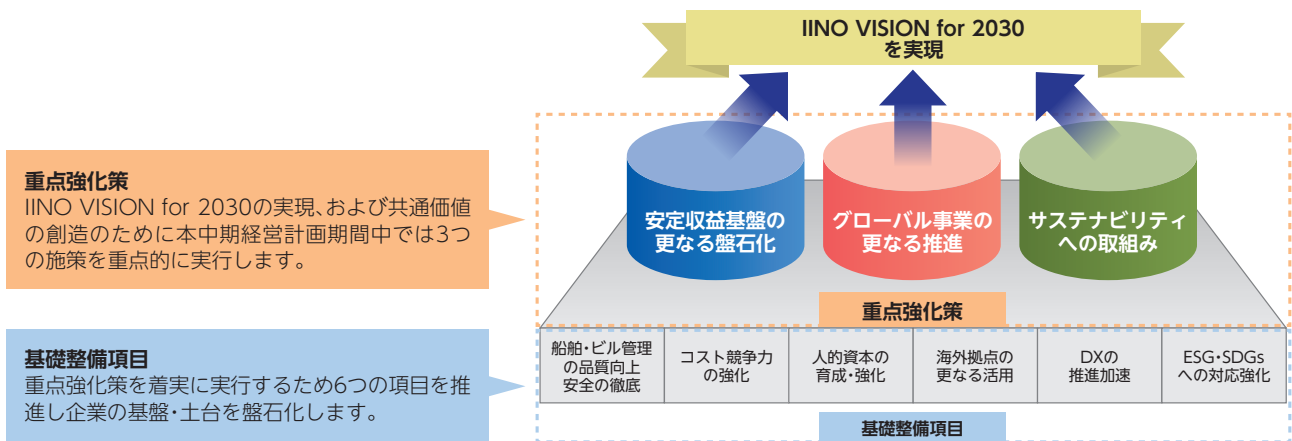 IINO VISION for 2030
を実現
重点強化策
IINO VISION for 2030の実現、および共通価値
の創造のために本中期経営計画期間中では3つ
の施策を重点的に実行します。
安定収益基盤の
更なる盤石化
グローバル事業の
更なる推進
サステナビリティ
への取組み
重点強化策
基礎整備項目
重点強化策を着実に実行するため6つの項目を推
進し企業の基盤・土台を盤石化します。
船舶・ビル管理
の品質向上
安全の徹底
コスト競争力
の強化
人的資本の
育成・強化
海外拠点の
更なる活用
DXの
推進加速
ESG・SDGs
への対応強化
基礎整備項目